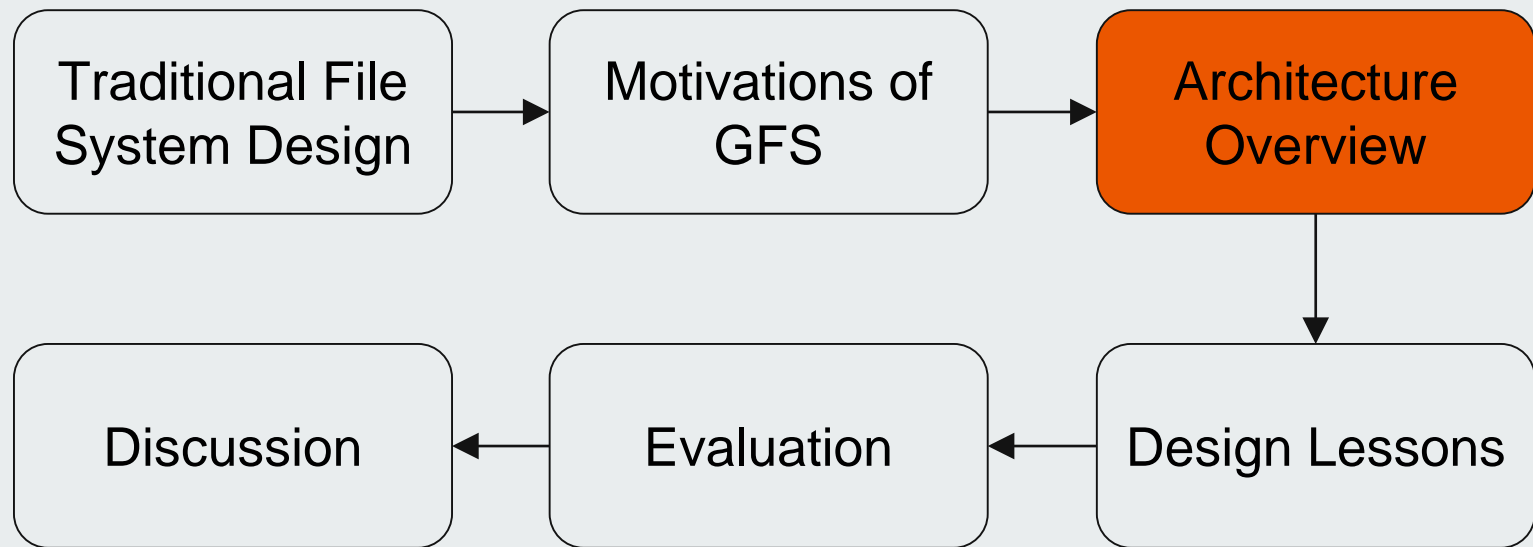 Traditional File
System Design
Motivations of
GFS
Architecture
Overview
Discussion
Evaluation
Design Lessons